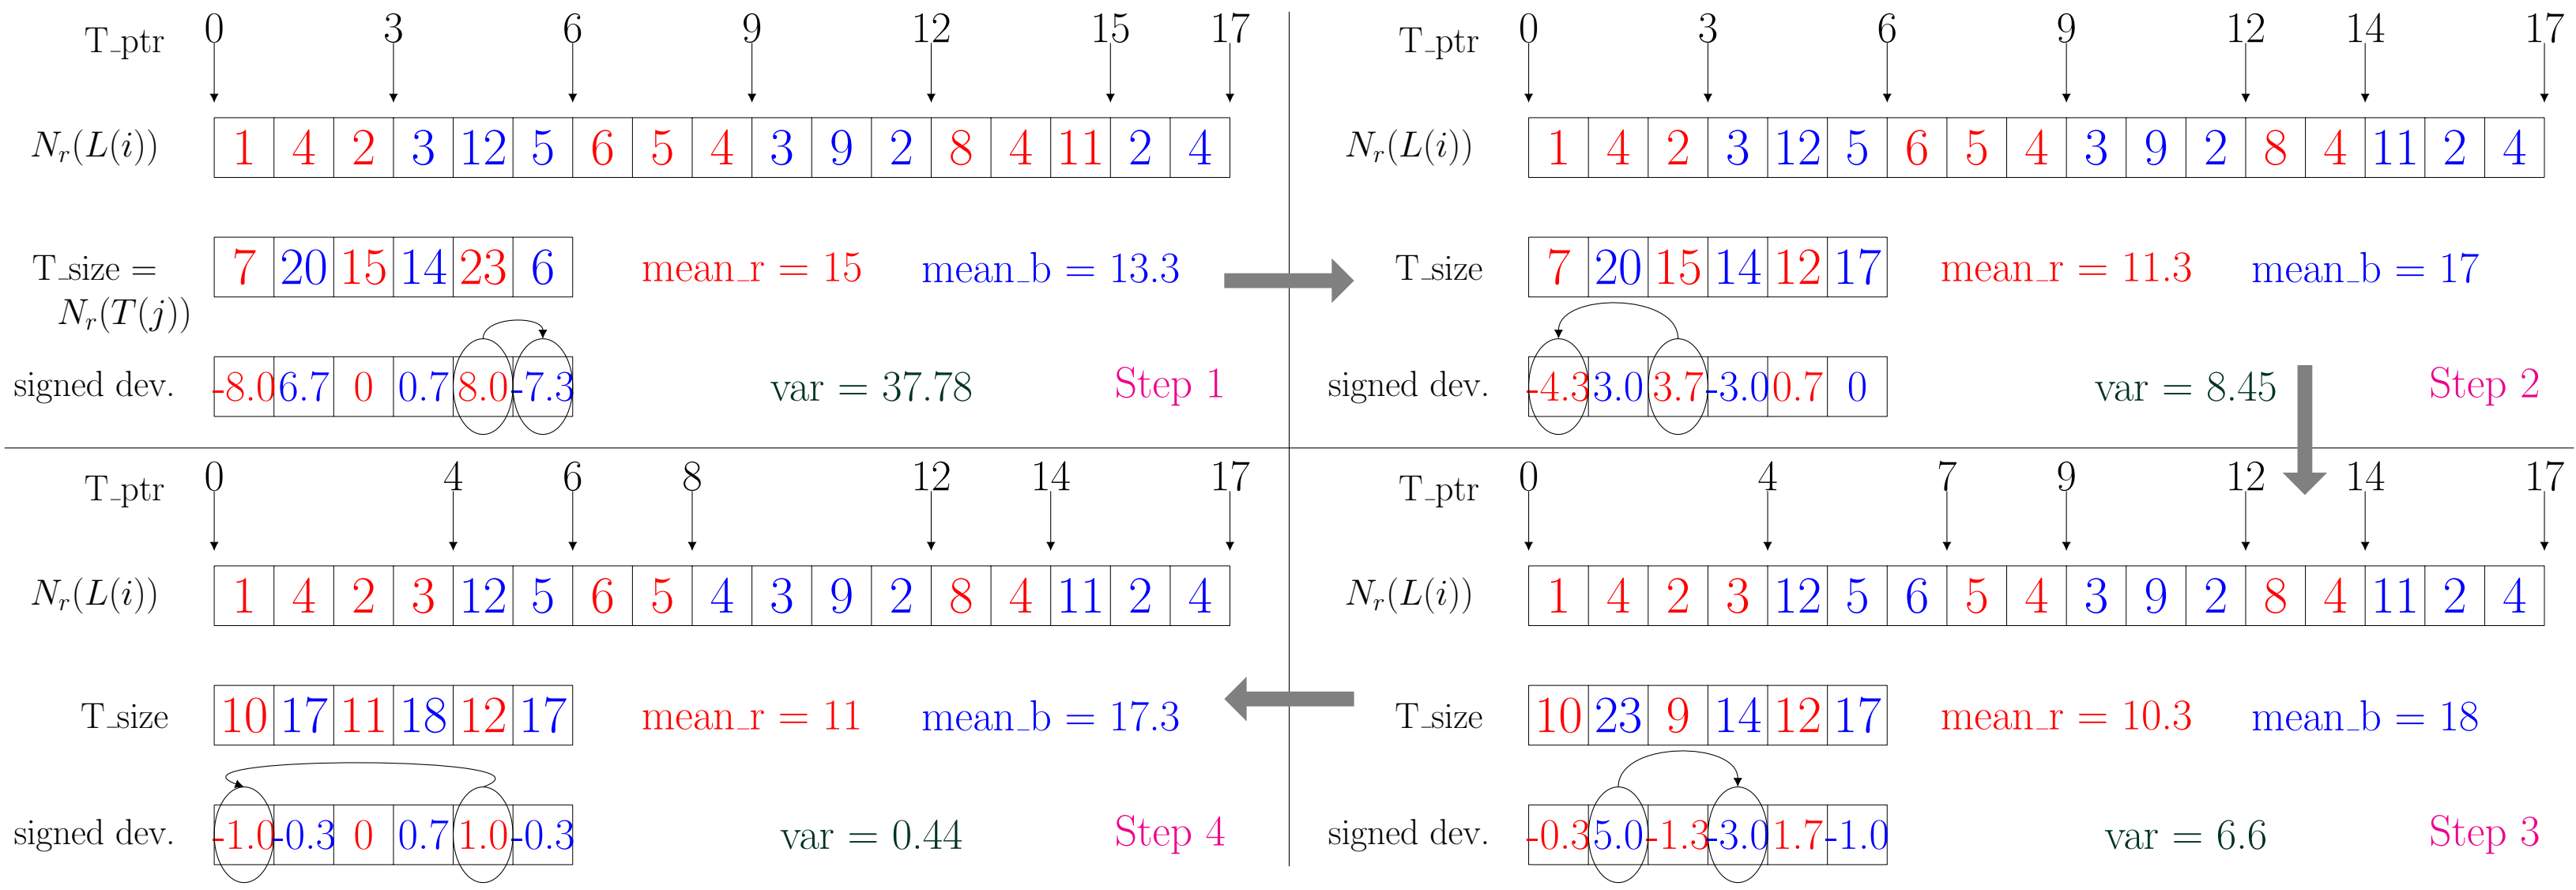 T_ptr 0 3 6 9 12 15 17
N_r(L(i)) 1 4 2 3 12 5 6 5 4 3 9 2 8 4 11 2 4
T_size = 7 20 15 14 23 6 mean_r = 15 mean_b = 13.3
N_r(T(j))
signed dev. -8.0 6.7 0 0.7 8.0 -7.3 var = 37.78 Step 1
T_ptr 0 3 6 9 12 14 17
N_r(L(i)) 1 4 2 3 12 5 6 5 4 3 9 2 8 4 11 2 4
T_size 7 20 15 14 12 17 mean_r = 11.3 mean_b = 17
signed dev. -4.3 3.0 3.7 -3.0 0.7 0 var = 8.45 Step 2
T_ptr 0 4 6 8 12 14 17
N_r(L(i)) 1 4 2 3 12 5 6 5 4 3 9 2 8 4 11 2 4
T_size 10 17 11 18 12 17 mean_r = 11 mean_b = 17.3
signed dev. -1.0 -0.3 0 0.7 1.0 -0.3 var = 0.44 Step 4
T_ptr 0 4 7 9 12 14 17
N_r(L(i)) 1 4 2 3 12 5 6 5 4 3 9 2 8 4 11 2 4
T_size 10 23 9 14 12 17 mean_r = 10.3 mean_b = 18
signed dev. -0.3 5.0 -1.3 -3.0 1.7 -1.0 var = 6.6 Step 3